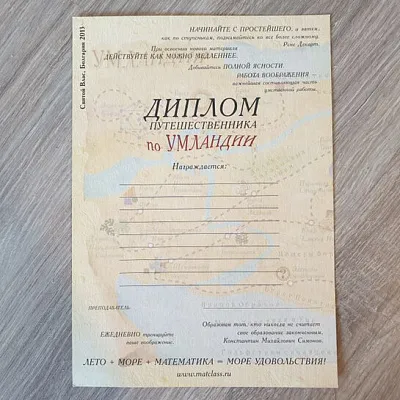 НАЧИНАЙТЕ С ПРОСТЕЙШЕГО, а затем,
как по ступеням, поднимайтесь ко все более сложному.
Рене Декарт.
При освоении нового материала
ДЕЙСТВУЙТЕ КАК МОЖНО МЕДЛЕННЕЕ.
Добивайтесь ПОЛНОЙ ЯСНОСТИ.
РАБОТА ВООБРАЖЕНИЯ –
важнейшая составляющая часть
умственной работы.
Святой Влас, Болгария 2013
ДИПЛОМ
ПУТЕШЕСТВЕННИКА
по УМЛАНДИИ
Награждается:
ПРЕПОДАВАТЕЛЬ
Образован тот, кто никогда не считает
свое образование законченным.
Константин Михайлович Симонов.
ЕЖЕДНЕВНО тренируйте
ваше воображение.
ЛЕТО + МОРЕ + МАТЕМАТИКА = МОРЕ УДОВОЛЬСТВИЯ!
www.matclass.ru